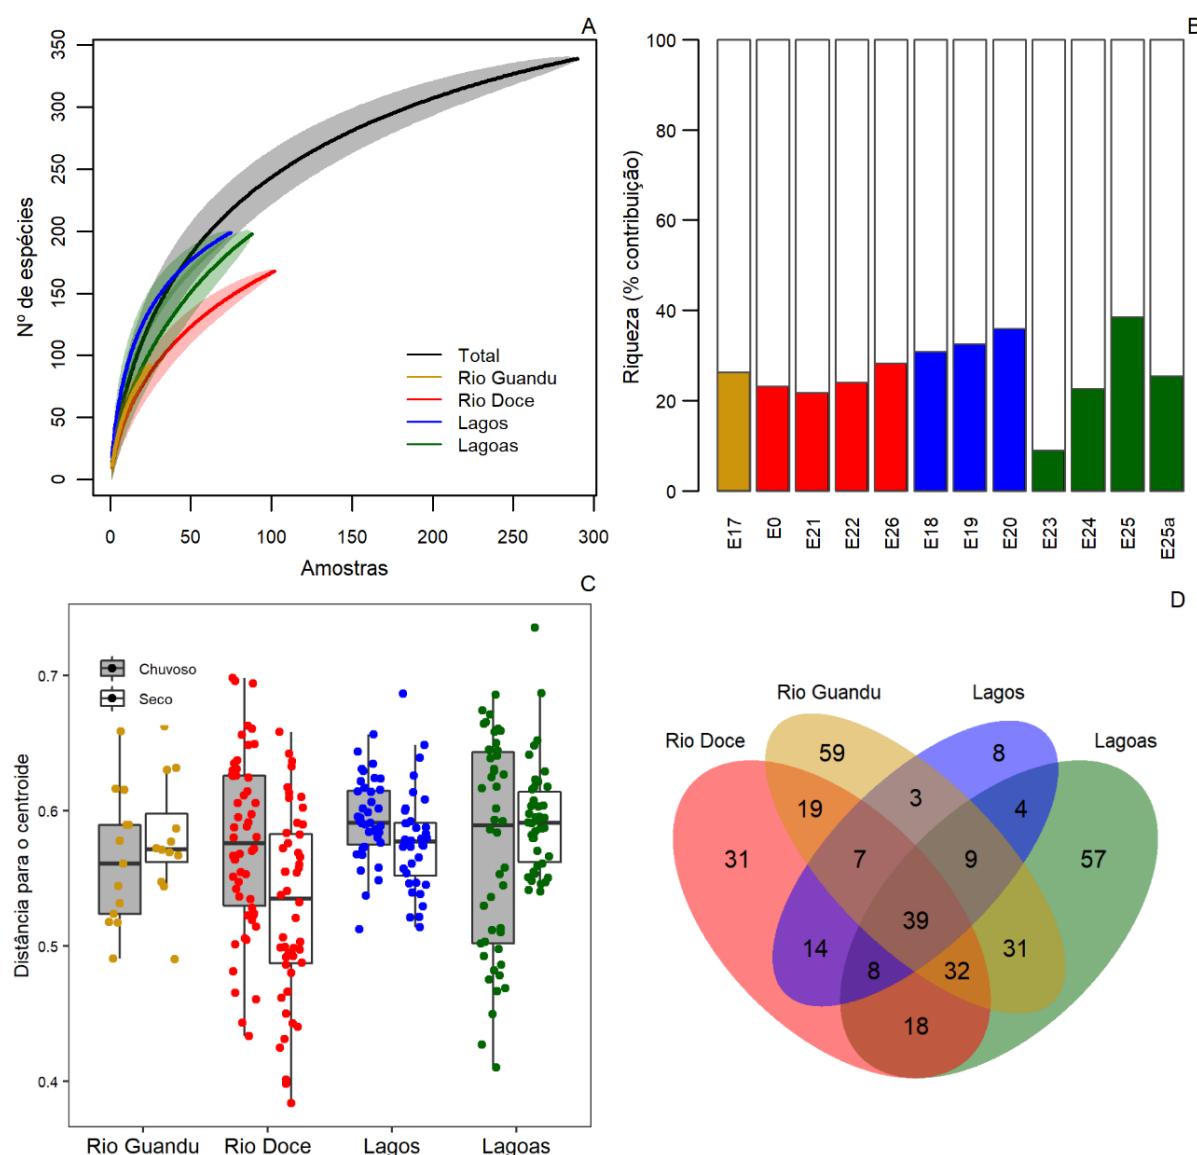 A
Nº de espécies
350
300
250
200
150
100
50
0
Total
Rio Guandu
Rio Doce
Lagos
Lagoas
0 50 100 150 200 250 300
Amostras
B
Riqueza (% contribuição)
100
80
60
40
20
0
E17 E0 E21 E22 E26 E18 E19 E20 E23 E24 E25 E25a
C
Distância para o centroide
0.7
0.6
0.5
0.4
Chuvoso
Seco
Rio Guandu Rio Doce Lagos Lagoas
D
Rio Guandu Lagos
Rio Doce Lagoas
59 8
19 3 4
31 7 9 57
39
14 8 32 31
18